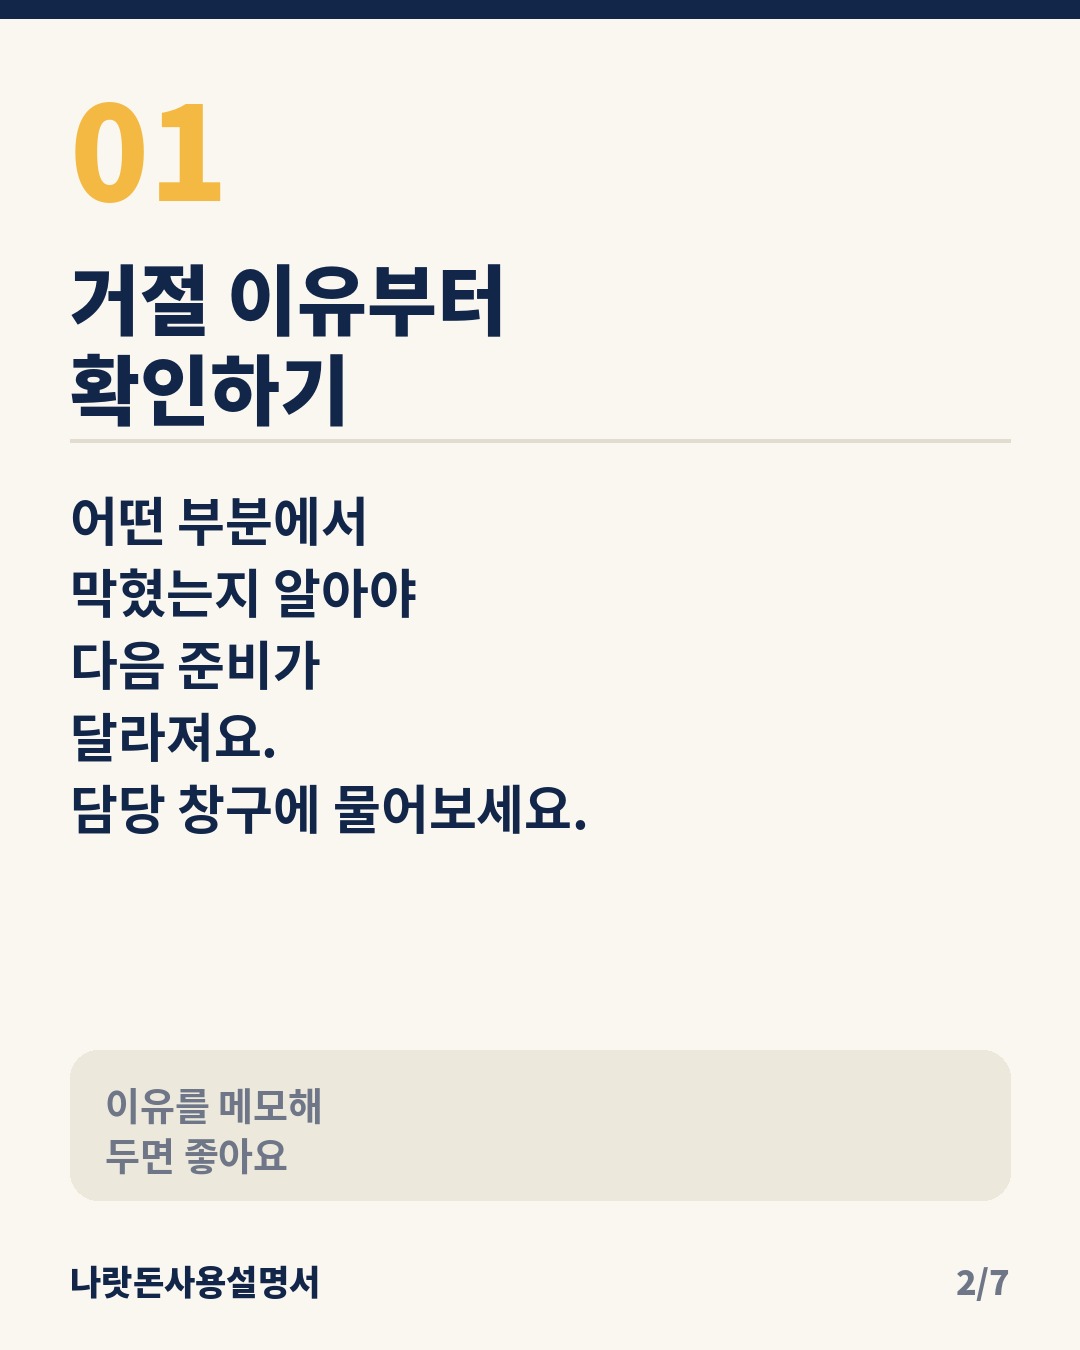 01
거절 이유부터
확인하기
어떤 부분에서
막혔는지 알아야
다음 준비가
달라져요.
담당 창구에 물어보세요.
이유를 메모해
두면 좋아요
나랏돈사용설명서
2/7